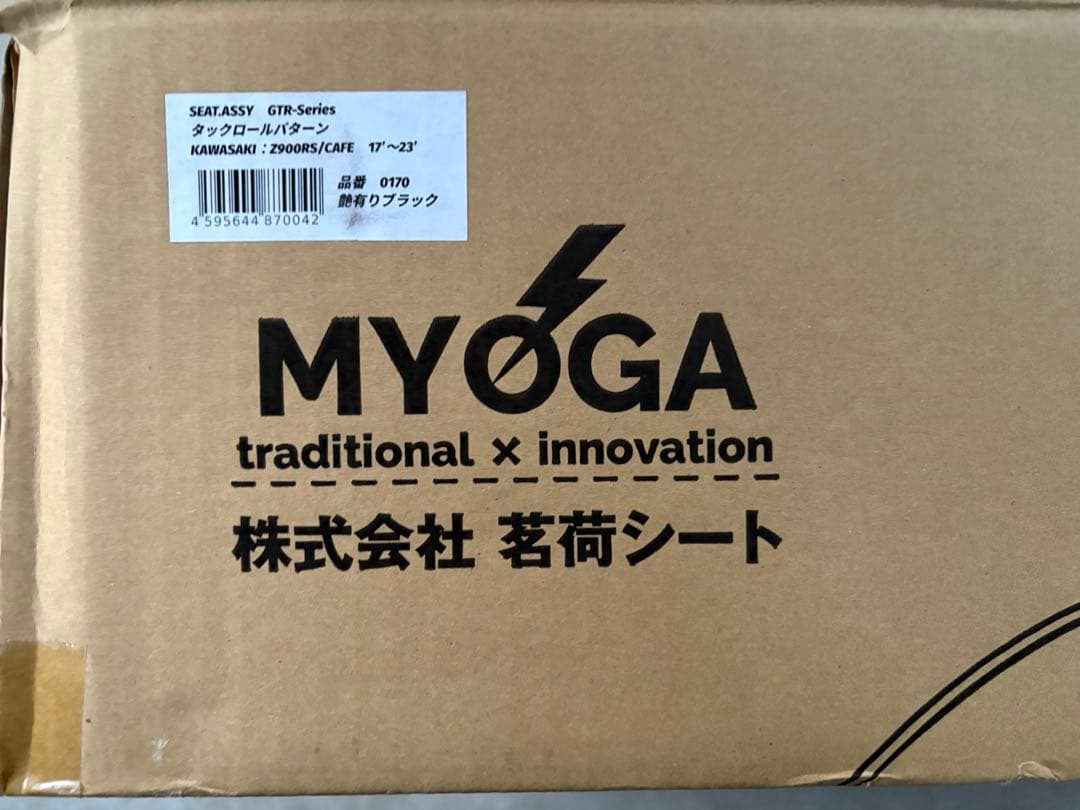 SEAT.ASSY　GTR-Series
タックロールパターン
KAWASAKI：Z900RS/CAFE　17'～23'
品番　0170
艶有りブラック
4 595644 870042
MYOGA
traditional × innovation
株式会社 茗荷シート